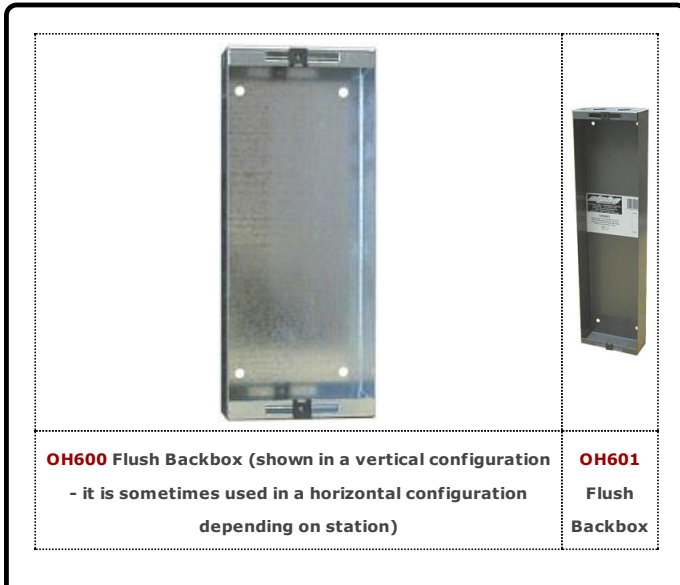 OH600 Flush Backbox (shown in a vertical configuration
- it is sometimes used in a horizontal configuration
depending on station)
OH601
Flush
Backbox